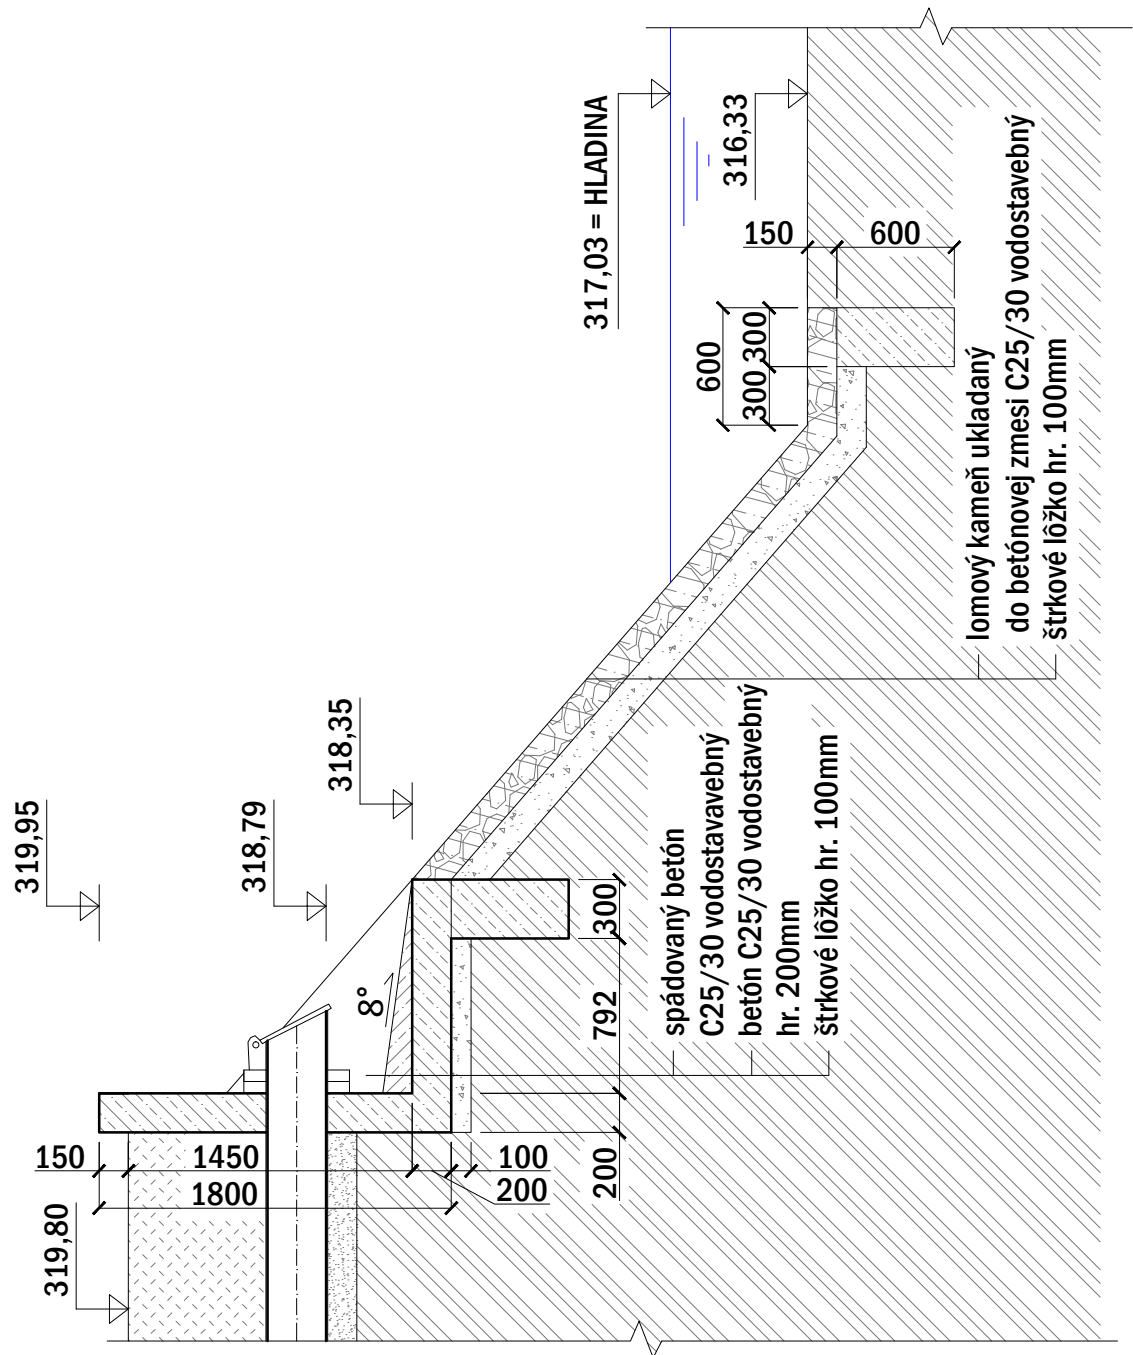 319,95
318,79
318,35
317,03 = HLADINA
316,33
150
600
600
300
300
8°
lomový kameň ukladaný
do betónovej zmesi C25/30 vodostavebný
štrkové lôžko hr. 100mm
spádovaný betón
C25/30 vodostavavebný
betón C25/30 vodostavebný
hr. 200mm
štrkové lôžko hr. 100mm
300
792
200
150
1450
100
1800
200
319,80